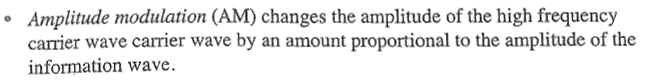 • Amplitude modulation (AM) changes the amplitude of the high frequency
carrier wave carrier wave by an amount proportional to the amplitude of the
information wave.